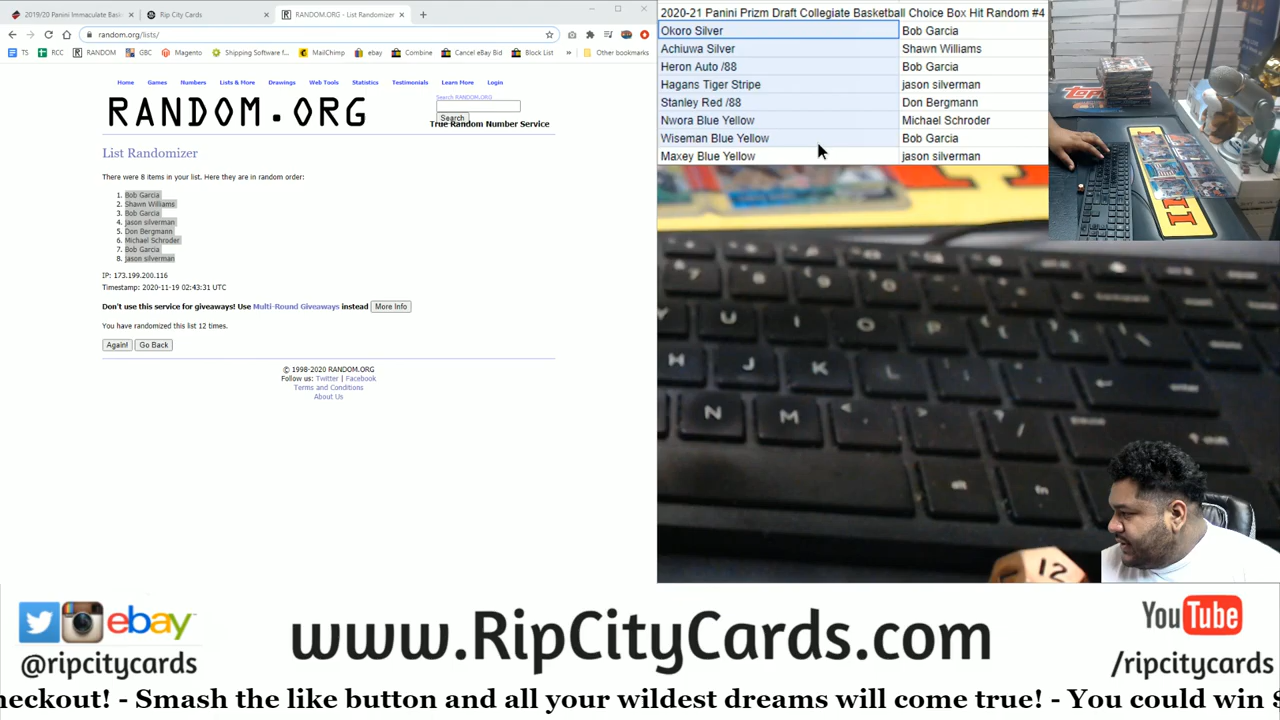 2019/20 Panini Immaculate Bask
Rip City Cards
RANDOM.ORG - List Randomizer
random.org/lists/
TS
RCC
RANDOM
GBC
Magento
Shipping Software f...
MailChimp
ebay
Combine
Cancel eBay Bid
Block List
Other bookmarks
Home
Games
Numbers
Lists & More
Drawings
Web Tools
Statistics
Testimonials
Learn More
Login
RANDOM.ORG
Search RANDOM.ORG
Search
True Random Number Service
List Randomizer
There were 8 items in your list. Here they are in random order:
1. Bob Garcia
2. Shawn Williams
3. Bob Garcia
4. jason silverman
5. Don Bergmann
6. Michael Schroder
7. Bob Garcia
8. jason silverman
IP: 173.199.200.116
Timestamp: 2020-11-19 02:43:31 UTC
Don't use this service for giveaways! Use Multi-Round Giveaways instead More Info
You have randomized this list 12 times.
Again! Go Back
© 1998-2020 RANDOM.ORG
Follow us: Twitter | Facebook
Terms and Conditions
About Us
2020-21 Panini Prizm Draft Collegiate Basketball Choice Box Hit Random #4
Okoro Silver Bob Garcia
Achiuwa Silver Shawn Williams
Heron Auto /88 Bob Garcia
Hagans Tiger Stripe jason silverman
Stanley Red /88 Don Bergmann
Nwora Blue Yellow Michael Schroder
Wiseman Blue Yellow Bob Garcia
Maxey Blue Yellow jason silverman
U I O
J K L
N M
alt fn
12
ebay
@ripcitycards
www.RipCityCards.com
YouTube
/ripcitycards
heckout! - Smash the like button and all your wildest dreams will come true! - You could win